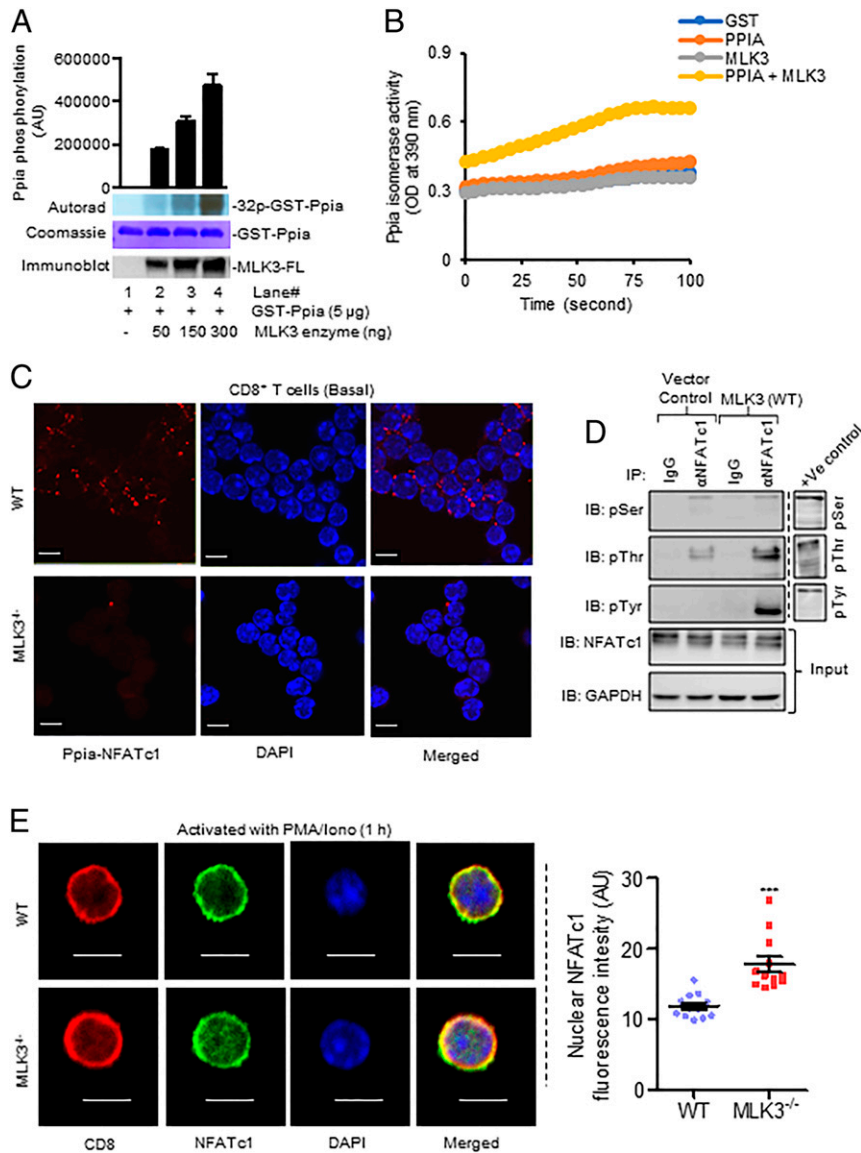 A
Ppia phosphorylation
(AU)
600000
400000
200000
0
Autorad
-32p-GST-Ppia
Coomassie
-GST-Ppia
Immunoblot
-MLK3-FL
1 2 3 4 Lane#
+ + + + GST-Ppia (5 µg)
- 50 150 300 MLK3 enzyme (ng)
B
GST
PPIA
MLK3
PPIA + MLK3
Ppia isomerase activity
(OD at 390 nm)
0.9
0.6
0.3
0
0 25 50 75 100
Time (second)
C
CD8+ T cells (Basal)
WT
MLK3-/-
Ppia-NFATc1
DAPI
Merged
D
Vector
Control
MLK3 (WT)
IP:
IgG
αNFATc1
IgG
αNFATc1
+Ve control
IB: pSer
pSer
IB: pThr
pThr
IB: pTyr
pTyr
IB: NFATc1
IB: GAPDH
Input
E
Activated with PMA/Iono (1 h)
WT
MLK3-/-
CD8
NFATc1
DAPI
Merged
Nuclear NFATc1
fluorescence intesity (AU)
30
20
10
0
***
WT
MLK3-/-